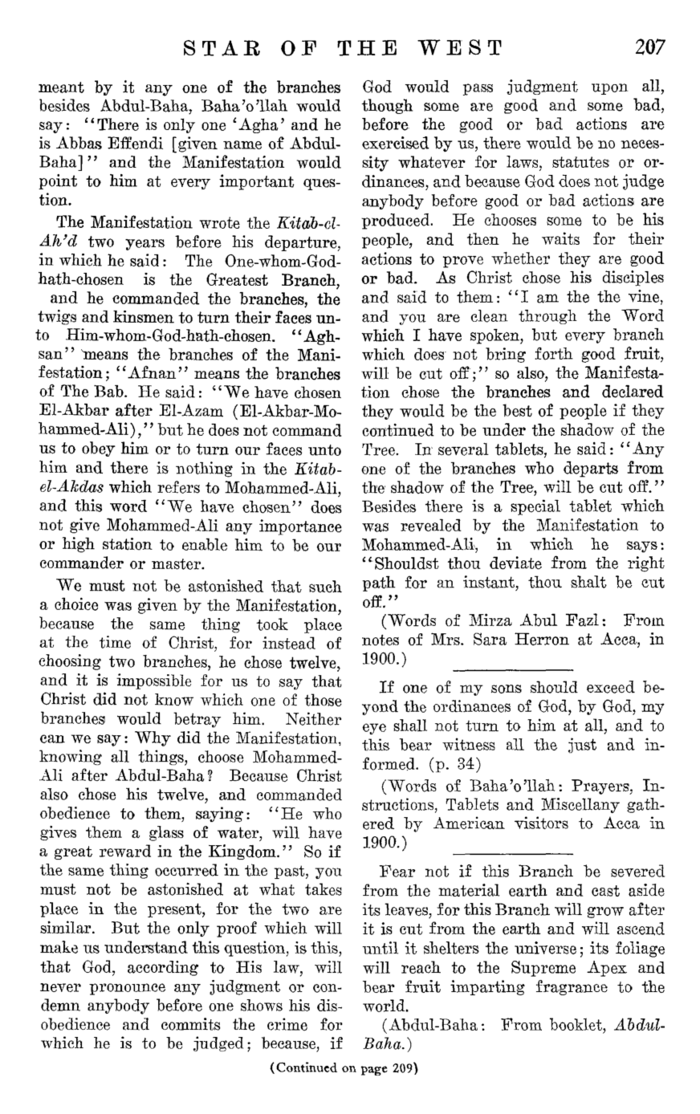 STAR OF THE WEST 207
meant by it any one of the branches
besides Abdul-Baha, Baha'o'llah would
say: "There is only one 'Agha' and he
is Abbas Effendi [given name of Abdul-
Baha]" and the Manifestation would
point to him at every important ques-
tion.
The Manifestation wrote the Kitab-el-
Ah'd two years before his departure,
in which he said: The One-whom-God-
hath-chosen is the Greatest Branch,
and he commanded the branches, the
twigs and kinsmen to turn their faces un-
to Him-whom-God-hath-chosen. "Agh-
san" means the branches of the Mani-
festation; "Afnan" means the branches
of The Bab. He said: "We have chosen
El-Akbar after El-Azam (El-Akbar-Mo-
hammed-Ali)," but he does not command
us to obey him or to turn our faces unto
him and there is nothing in the Kitab-
el-Akdas which refers to Mohammed-Ali,
and this word "We have chosen" does
not give Mohammed-Ali any importance
or high station to enable him to be our
commander or master.
We must not be astonished that such
a choice was given by the Manifestation,
because the same thing took place
at the time of Christ, for instead of
choosing two branches, he chose twelve,
and it is impossible for us to say that
Christ did not know which one of those
branches would betray him. Neither
can we say: Why did the Manifestation,
knowing all things, choose Mohammed-
Ali after Abdul-Baha? Because Christ
also chose his twelve, and commanded
obedience to them, saying: "He who
gives them a glass of water, will have
a great reward in the Kingdom." So if
the same thing occurred in the past, you
must not be astonished at what takes
place in the present, for the two are
similar. But the only proof which will
make us understand this question, is this,
that God, according to His law, will
never pronounce any judgment or con-
demn anybody before one shows his dis-
obedience and commits the crime for
which he is to be judged; because, if
God would pass judgment upon all,
though some are good and some bad,
before the good or bad actions are
exercised by us, there would be no neces-
sity whatever for laws, statutes or or-
dinances, and because God does not judge
anybody before good or bad actions are
produced. He chooses some to be his
people, and then he waits for their
actions to prove whether they are good
or bad. As Christ chose his disciples
and said to them: "I am the the vine,
and you are clean through the Word
which I have spoken, but every branch
which does not bring forth good fruit,
will be cut off;" so also, the Manifesta-
tion chose the branches and declared
they would be the best of people if they
continued to be under the shadow of the
Tree. In several tablets, he said: "Any
one of the branches who departs from
the shadow of the Tree, will be cut off."
Besides there is a special tablet which
was revealed by the Manifestation to
Mohammed-Ali, in which he says:
"Shouldst thou deviate from the right
path for an instant, thou shalt be cut
off."
(Words of Mirza Abul Fazl: From
notes of Mrs. Sara Herron at Acca, in
1900.)
If one of my sons should exceed be-
yond the ordinances of God, by God, my
eye shall not turn to him at all, and to
this bear witness all the just and in-
formed. (p. 34)
(Words of Baha'o'llah: Prayers, In-
structions, Tablets and Miscellany gath-
ered by American visitors to Acca in
1900.)
Fear not if this Branch be severed
from the material earth and cast aside
its leaves, for this Branch will grow after
it is cut from the earth and will ascend
until it shelters the universe; its foliage
will reach to the Supreme Apex and
bear fruit imparting fragrance to the
world.
(Abdul-Baha: From booklet, Abdul-
Baha.)
(Continued on page 209)